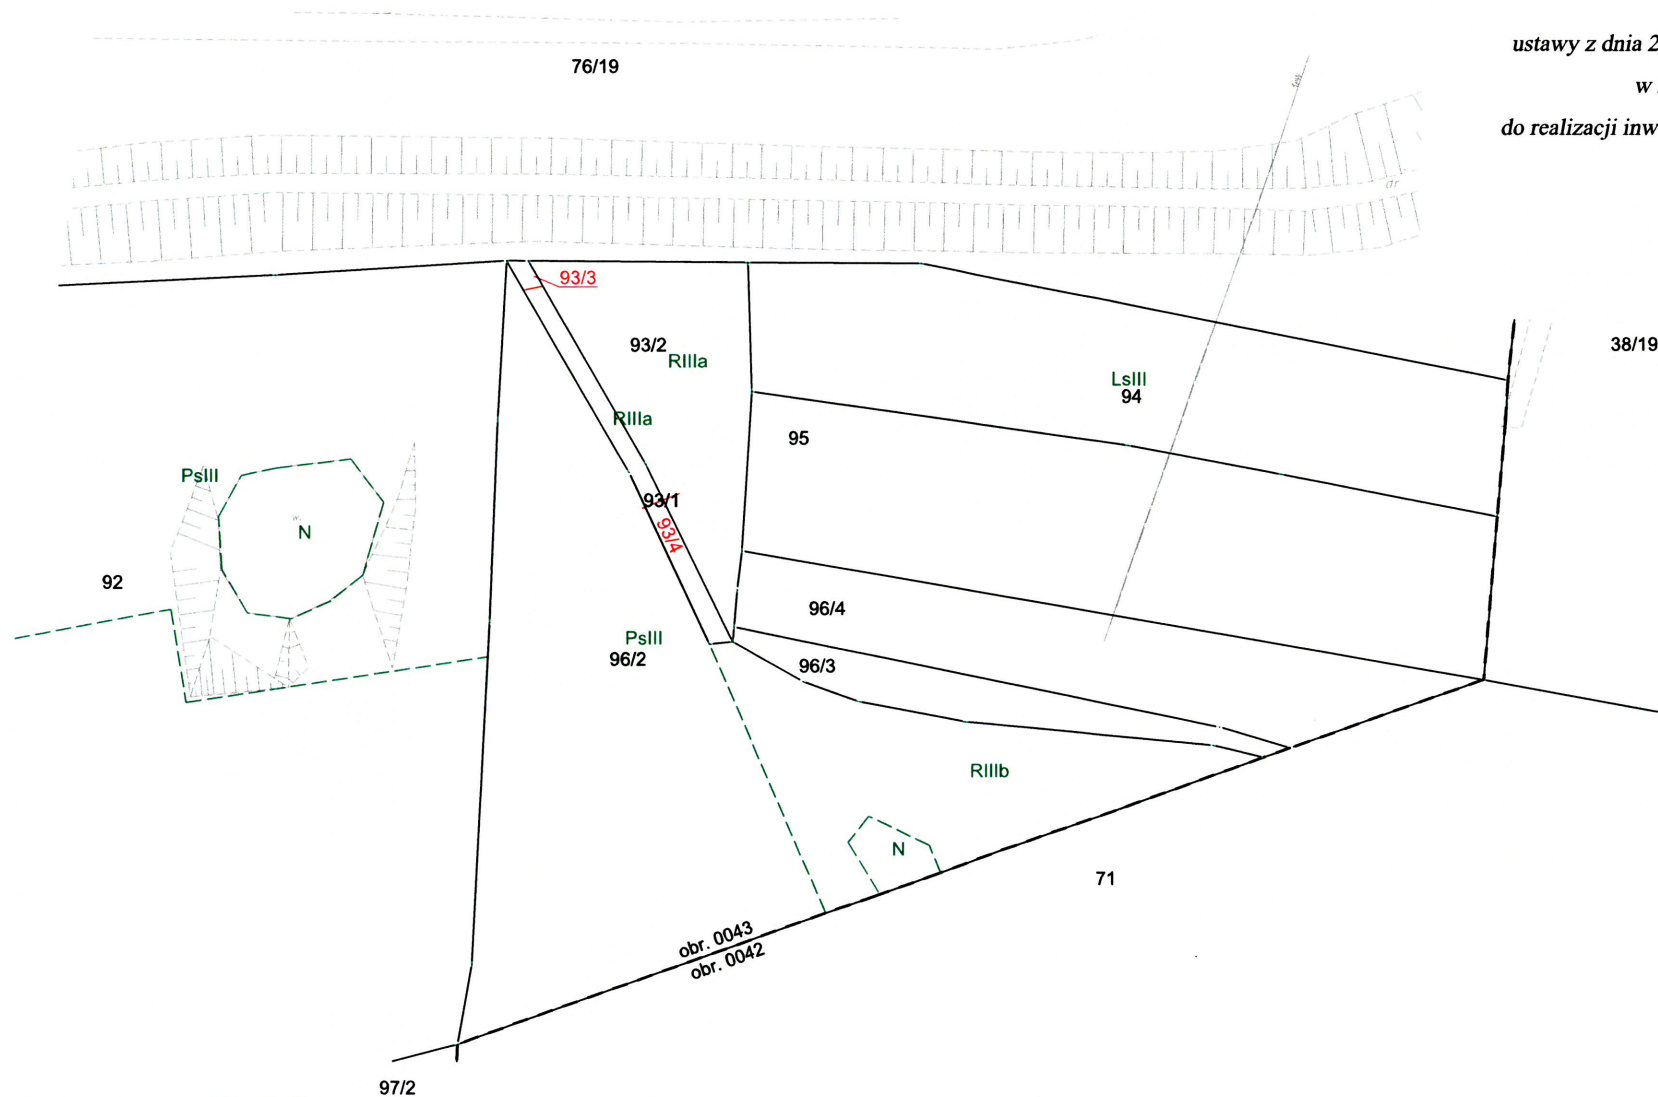 ustawy z dnia 2
76/19
w
do realizacji inw
dr
93/3
93/2
RIIIa
38/19
LsIII
94
RIIIa
95
PsIII
93/1
w.
N
93/4
92
96/4
PsIII
96/2
96/3
RIIIb
N
71
obr. 0043
obr. 0042
97/2